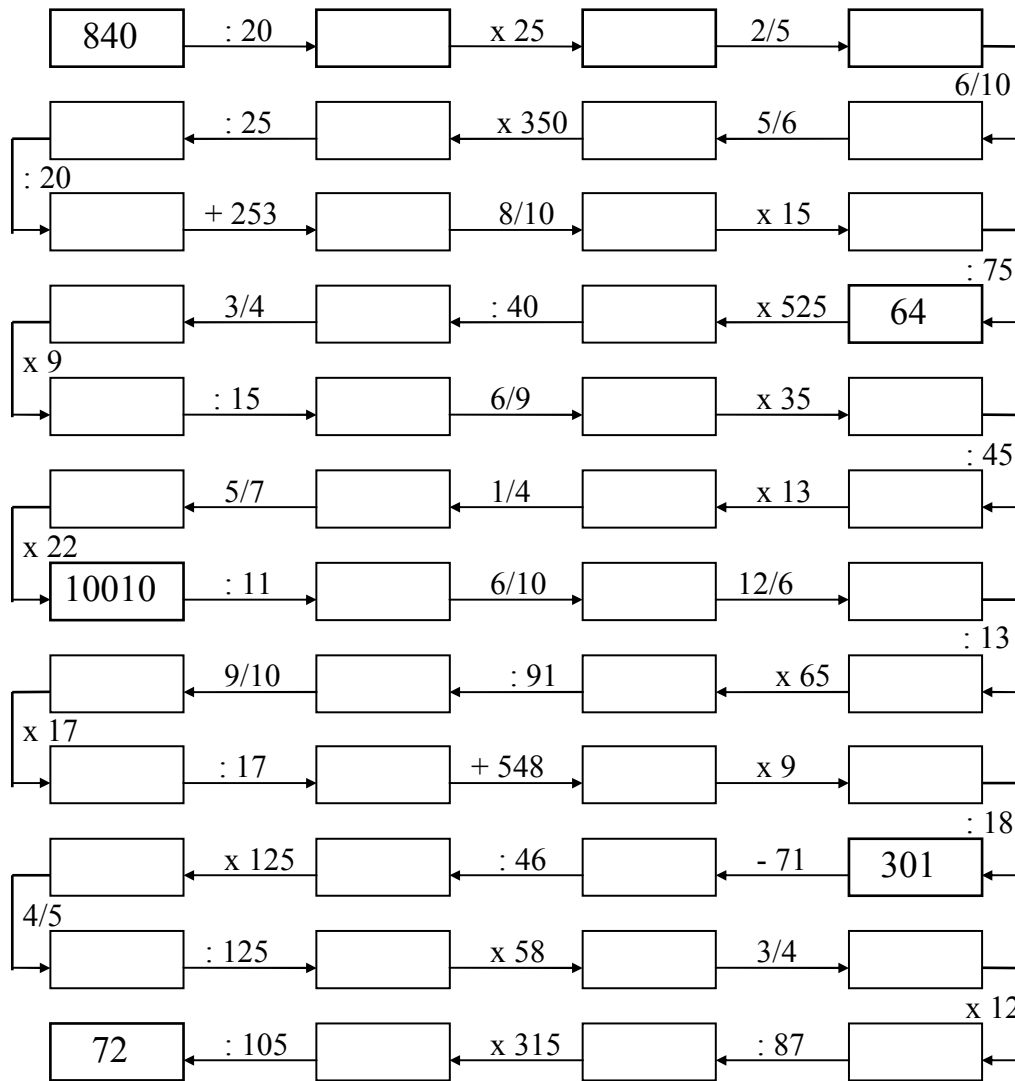 840 : 20 x 25 2/5
6/10
: 25 x 350 5/6
: 20
+ 253 8/10 x 15
: 75
3/4 : 40 x 525 64
x 9
: 15 6/9 x 35
: 45
5/7 1/4 x 13
x 22
10010 : 11 6/10 12/6
: 13
9/10 : 91 x 65
x 17
: 17 + 548 x 9
: 18
x 125 : 46 - 71 301
4/5
: 125 x 58 3/4
x 12
72 : 105 x 315 : 87